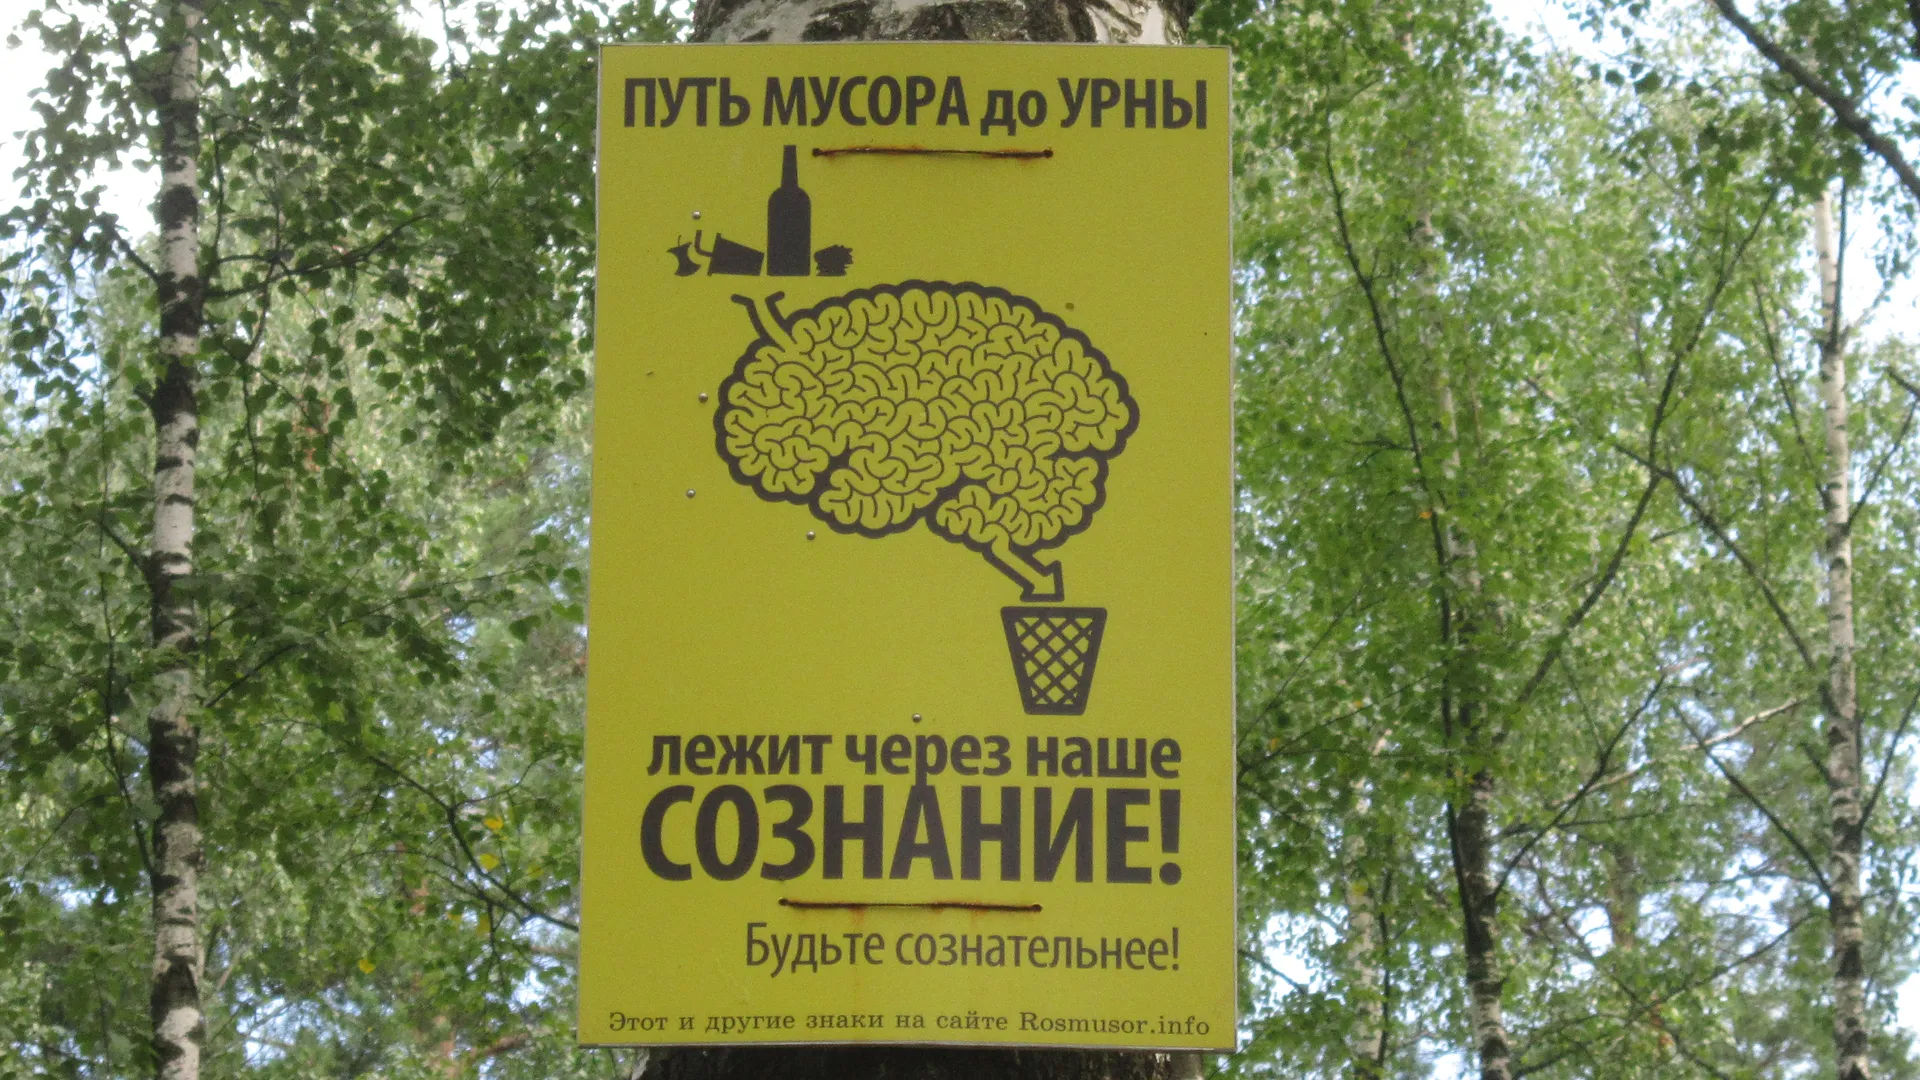 ПУТЬ МУСОРА до УРНЫ
лежит через наше
СОЗНАНИЕ!
Будьте сознательнее!
Этот и другие знаки на сайте Rosmusor.info